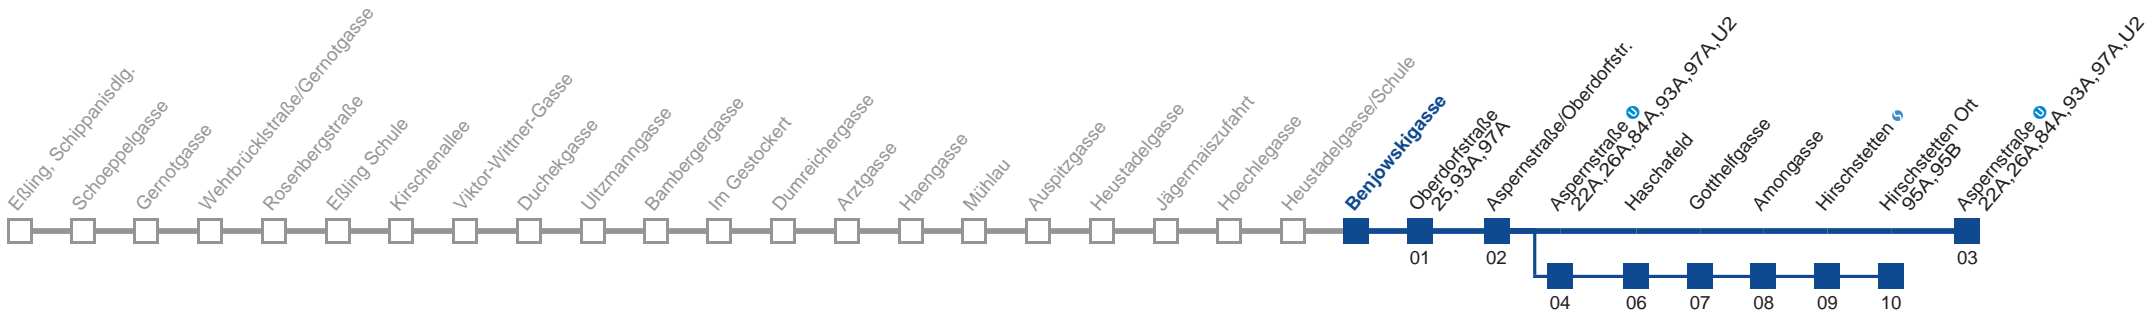 Eßling, Schippanisdlg.
Schoeppelgasse
Gernotgasse
Wehrbrücklstraße/Gernotgasse
Rosenbergstraße
Eßling Schule
Kirschenallee
Viktor-Wittner-Gasse
Duchekgasse
Ultzmanngasse
Bambergergasse
Im Gestockert
Dumreichergasse
Arztgasse
Haengasse
Mühlau
Auspitzgasse
Heustadelgasse
Jägermaiszufahrt
Hoechlegasse
Heustadelgasse/Schule
Benjowskigasse
Oberdorfstraße
25,93A,97A
Aspernstraße/Oberdorfstr.
Aspernstraße U
22A,26A,84A,93A,97A,U2
Haschafeld
Gotthelfgasse
Amongasse
Hirschstetten S
Hirschstetten Ort
95A,95B
Aspernstraße U
22A,26A,84A,93A,97A,U2
01
02
03
04
06
07
08
09
10